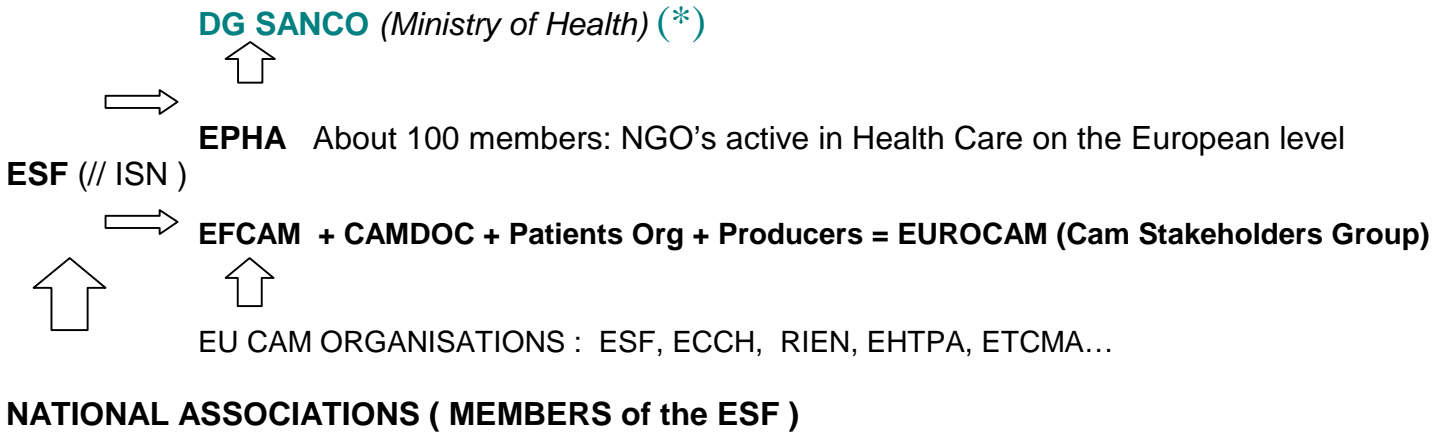 DG SANCO (Ministry of Health) (*)
EPHA About 100 members: NGO's active in Health Care on the European level
ESF (// ISN )
EFCAM + CAMDOC + Patients Org + Producers = EUROCAM (Cam Stakeholders Group)
EU CAM ORGANISATIONS : ESF, ECCH, RIEN, EHTPA, ETCMA…
NATIONAL ASSOCIATIONS ( MEMBERS of the ESF )